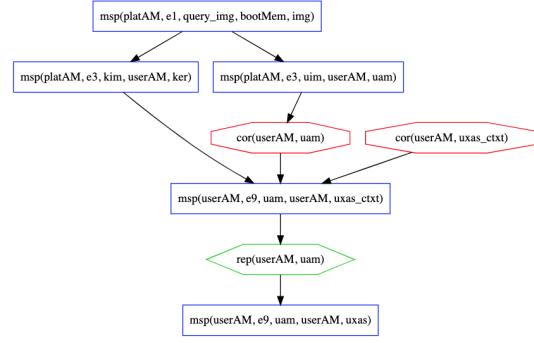 msp(platAM, e1, query_img, bootMem, img)
msp(platAM, e3, kim, userAM, ker)
msp(platAM, e3, uim, userAM, uam)
cor(userAM, uam)
cor(userAM, uxas_ctxt)
msp(userAM, e9, uam, userAM, uxas_ctxt)
rep(userAM, uam)
msp(userAM, e9, uam, userAM, uxas)